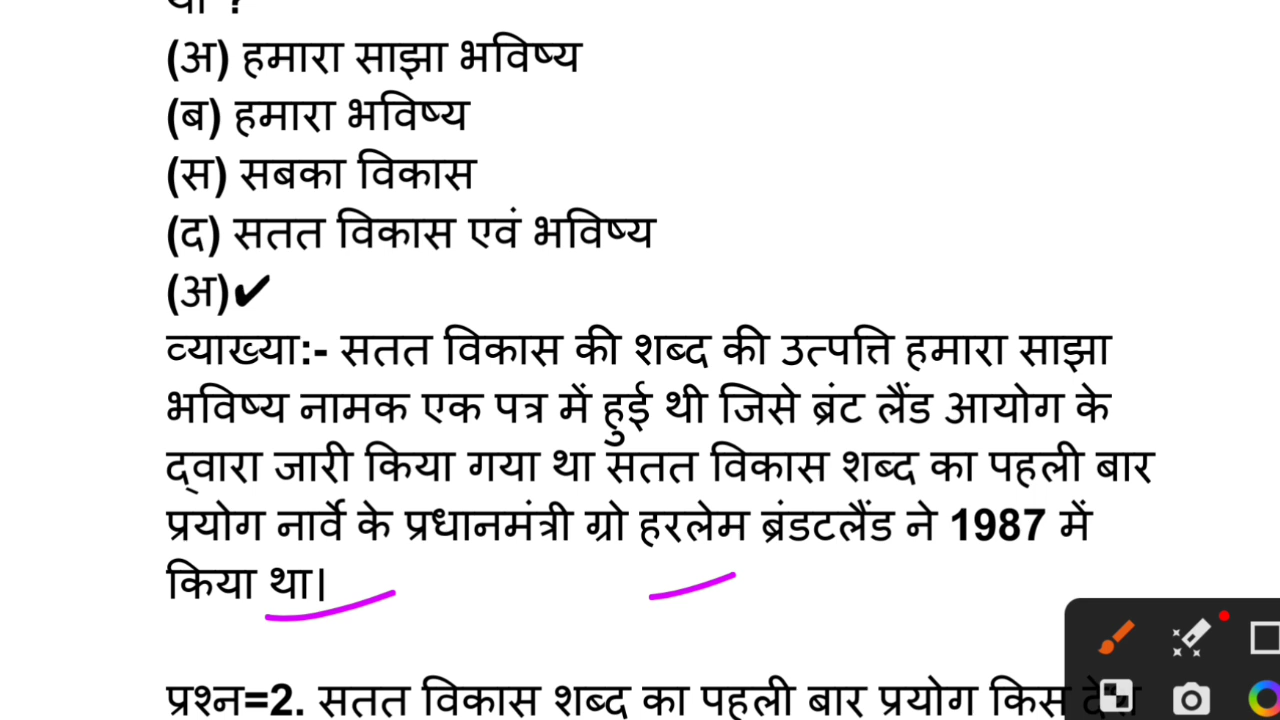 (अ) हमारा साझा भविष्य
(ब) हमारा भविष्य
(स) सबका विकास
(द) सतत विकास एवं भविष्य
(अ)✔
व्याख्या:- सतत विकास की शब्द की उत्पत्ति हमारा साझा
भविष्य नामक एक पत्र में हुई थी जिसे ब्रंट लैंड आयोग के
द्वारा जारी किया गया था सतत विकास शब्द का पहली बार
प्रयोग नार्वे के प्रधानमंत्री ग्रो हरलेम ब्रंडटलैंड ने 1987 में
किया था।
प्रश्न=2. सतत विकास शब्द का पहली बार प्रयोग किस